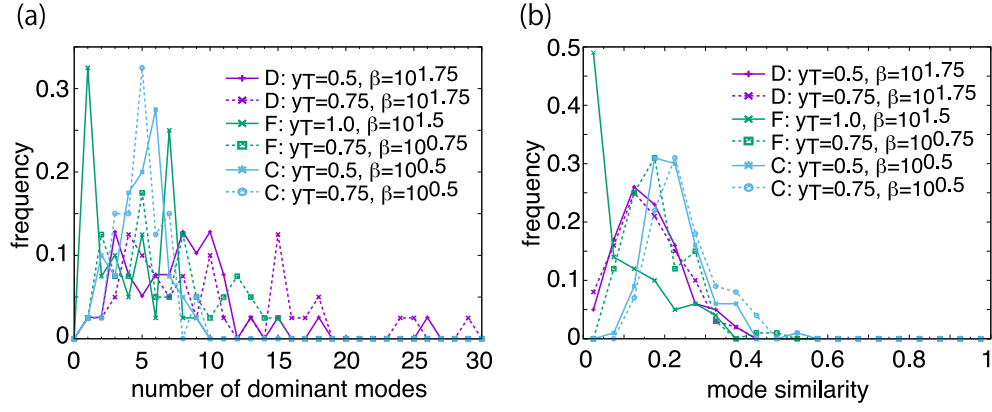 (a)
frequency
0.3
0.2
0.1
0
D: yT=0.5, β=10^1.75
D: yT=0.75, β=10^1.75
F: yT=1.0, β=10^1.5
F: yT=0.75, β=10^0.75
C: yT=0.5, β=10^0.5
C: yT=0.75, β=10^0.5
0 5 10 15 20 25 30
number of dominant modes
(b)
frequency
0.5
0.4
0.3
0.2
0.1
0
D: yT=0.5, β=10^1.75
D: yT=0.75, β=10^1.75
F: yT=1.0, β=10^1.5
F: yT=0.75, β=10^0.75
C: yT=0.5, β=10^0.5
C: yT=0.75, β=10^0.5
0 0.2 0.4 0.6 0.8 1
mode similarity